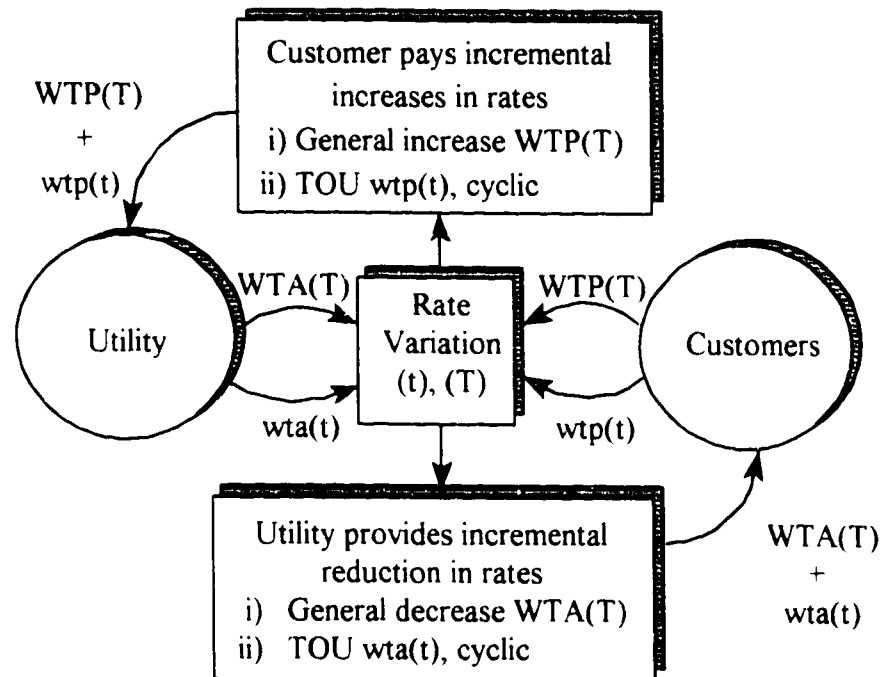 Customer pays incremental
increases in rates
i) General increase WTP(T)
ii) TOU wtp(t), cyclic
WTP(T)
+
wtp(t)
Utility
WTA(T)
wta(t)
Rate
Variation
(t), (T)
WTP(T)
wtp(t)
Customers
Utility provides incremental
reduction in rates
i) General decrease WTA(T)
ii) TOU wta(t), cyclic
WTA(T)
+
wta(t)